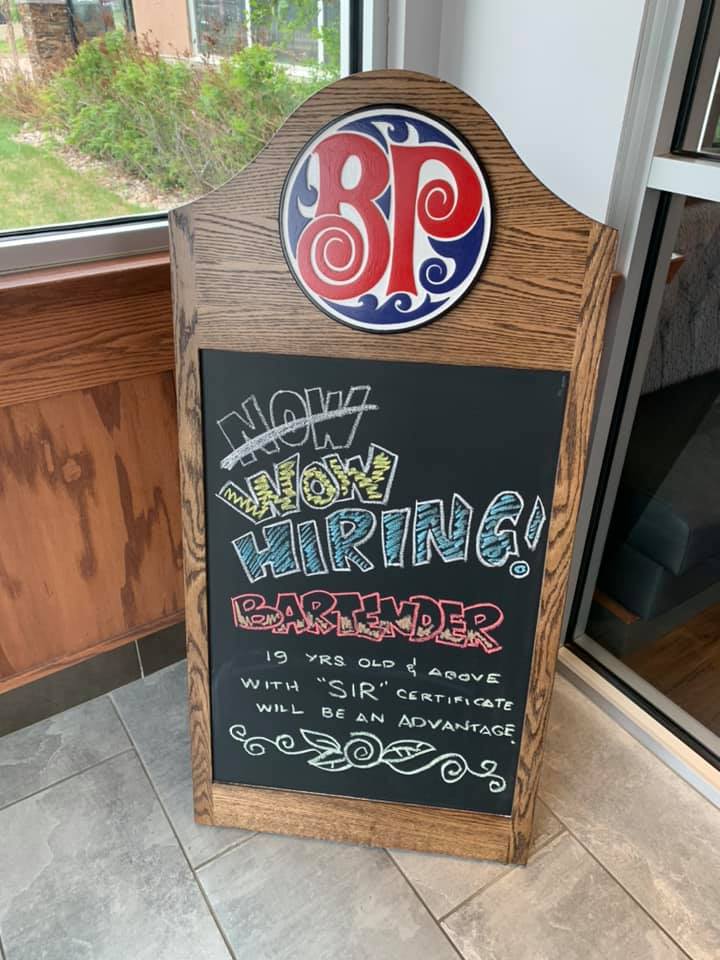 BP
NOW
WOW
HIRING!
BARTENDER
19 YRS OLD & ABOVE
WITH "SIR" CERTIFICATE
WILL BE AN ADVANTAGE.